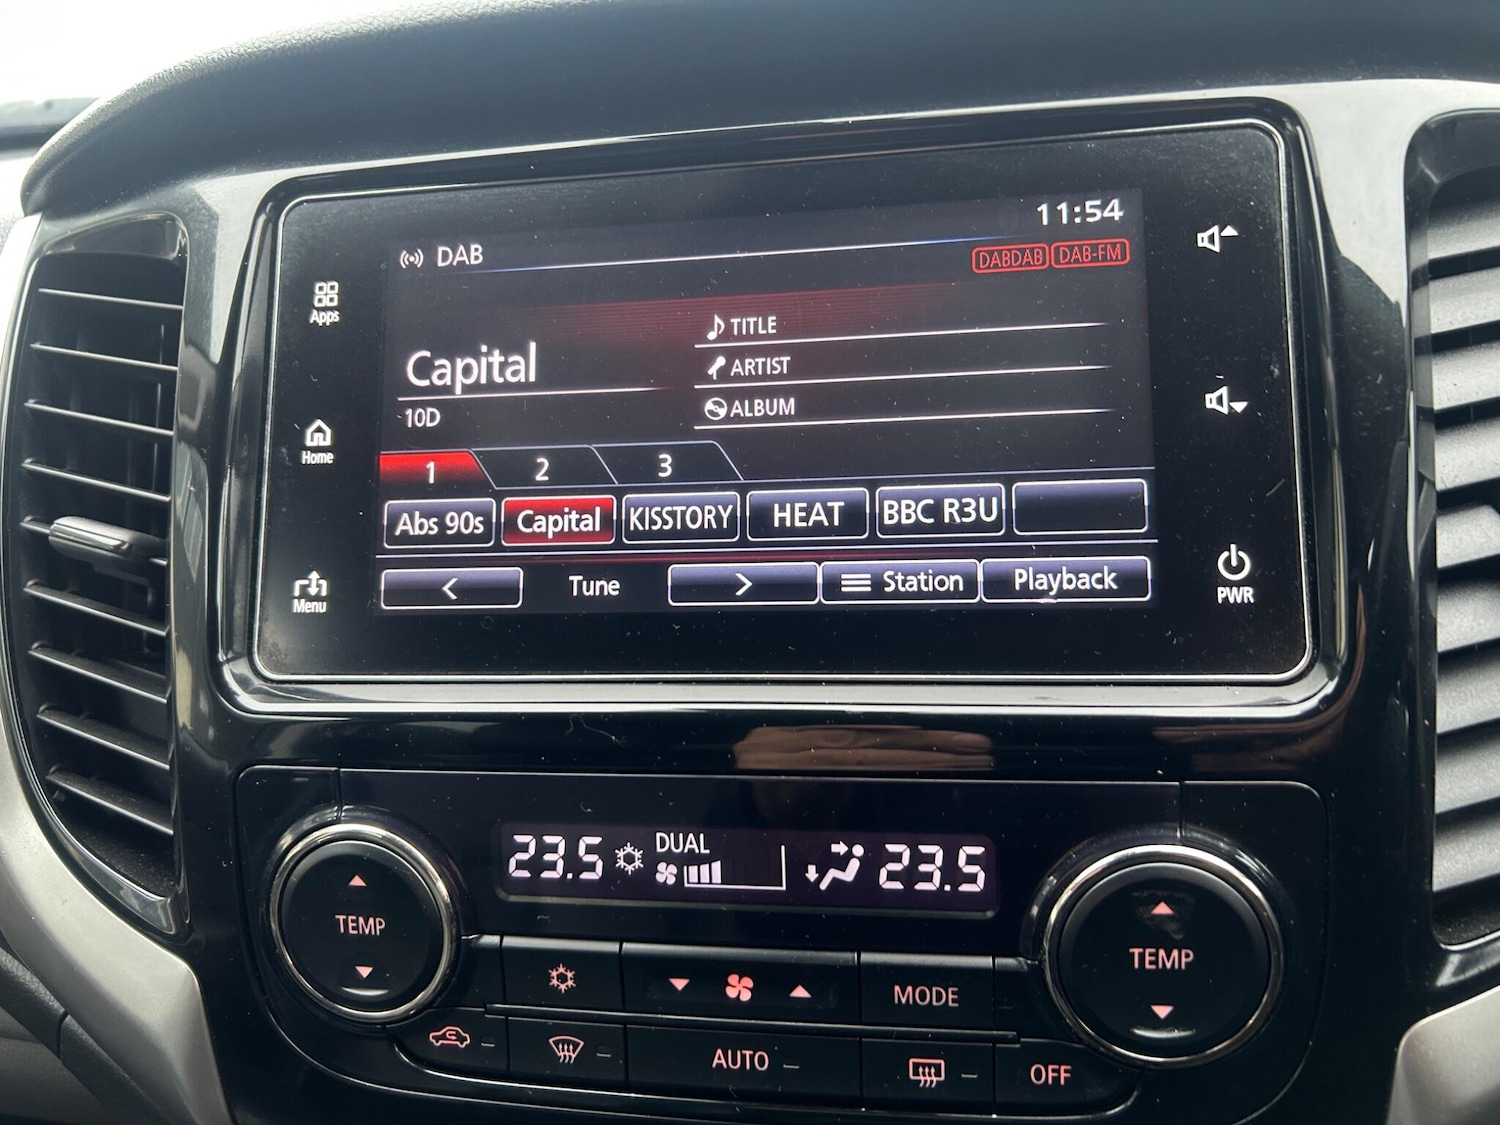 11:54
DAB
DABDAB DAB-FM
Apps
TITLE
Capital
ARTIST
10D
ALBUM
Home
1 2 3
Abs 90s Capital KISSTORY HEAT BBC R3U
< Tune > Station Playback
Menu
PWR
23.5 DUAL 23.5
TEMP
TEMP
MODE
AUTO
OFF